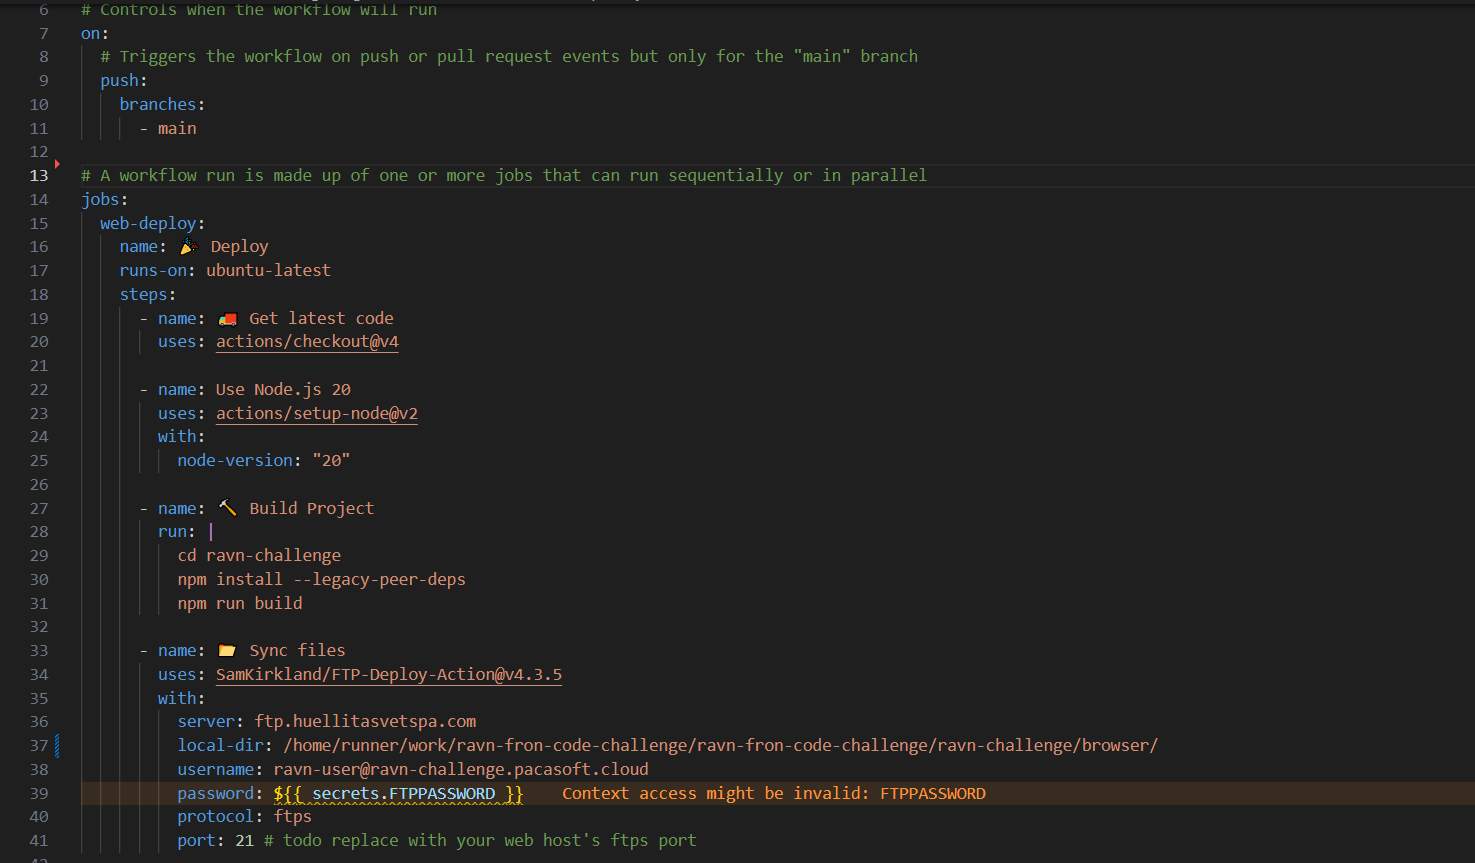 6 # Controls when the workflow will run
7 on:
8 # Triggers the workflow on push or pull request events but only for the "main" branch
9 push:
10 branches:
11 - main
12
13 # A workflow run is made up of one or more jobs that can run sequentially or in parallel
14 jobs:
15 web-deploy:
16 name: 🎉 Deploy
17 runs-on: ubuntu-latest
18 steps:
19 - name: 🚚 Get latest code
20 uses: actions/checkout@v4
21
22 - name: Use Node.js 20
23 uses: actions/setup-node@v2
24 with:
25 node-version: "20"
26
27 - name: 🔨 Build Project
28 run: |
29 cd ravn-challenge
30 npm install --legacy-peer-deps
31 npm run build
32
33 - name: 📂 Sync files
34 uses: SamKirkland/FTP-Deploy-Action@v4.3.5
35 with:
36 server: ftp.huellitasvetspa.com
37 local-dir: /home/runner/work/ravn-fron-code-challenge/ravn-fron-code-challenge/ravn-challenge/browser/
38 username: ravn-user@ravn-challenge.pacasoft.cloud
39 password: ${{ secrets.FTPPASSWORD }} Context access might be invalid: FTPPASSWORD
40 protocol: ftps
41 port: 21 # todo replace with your web host's ftps port